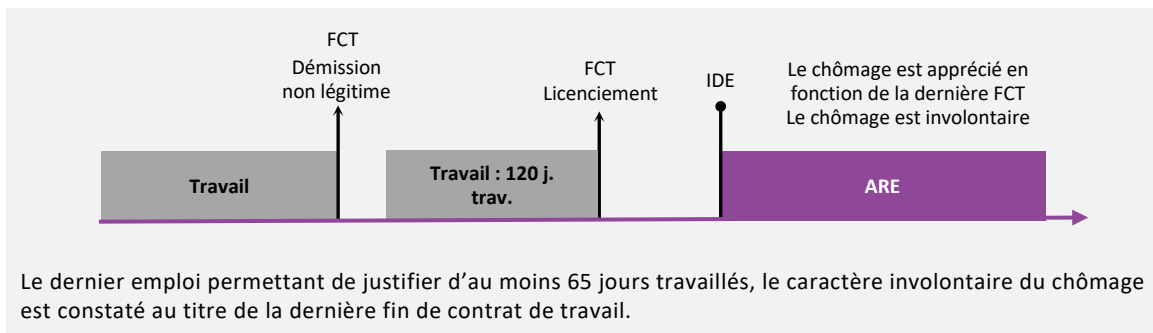 FCT
Démission
non légitime
FCT
Licenciement
IDE
Le chômage est apprécié en
fonction de la dernière FCT
Le chômage est involontaire
Travail
Travail : 120 j.
trav.
ARE
Le dernier emploi permettant de justifier d’au moins 65 jours travaillés, le caractère involontaire du chômage
est constaté au titre de la dernière fin de contrat de travail.